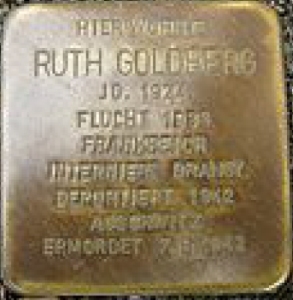 HIER WOHNTE
RUTH GOLDBERG
JG. 1924
FLUCHT
FRANKREICH
INTERNIERT DRANCY
DEPORTIERT 1942
AUSCHWITZ
ERMORDET